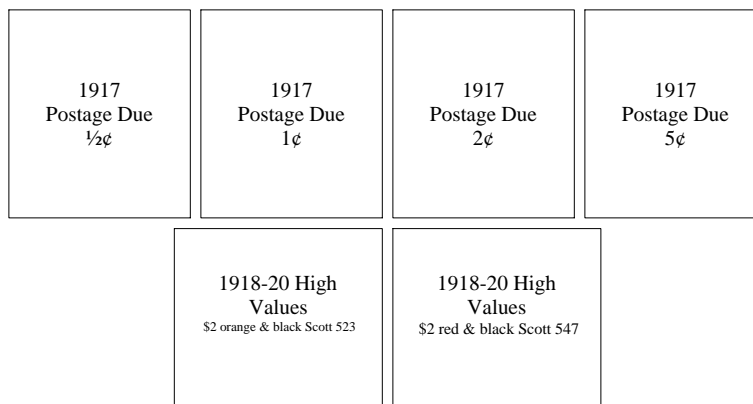 1917
Postage Due
½¢
1917
Postage Due
1¢
1917
Postage Due
2¢
1917
Postage Due
5¢
1918-20 High
Values
$2 orange & black Scott 523
1918-20 High
Values
$2 red & black Scott 547